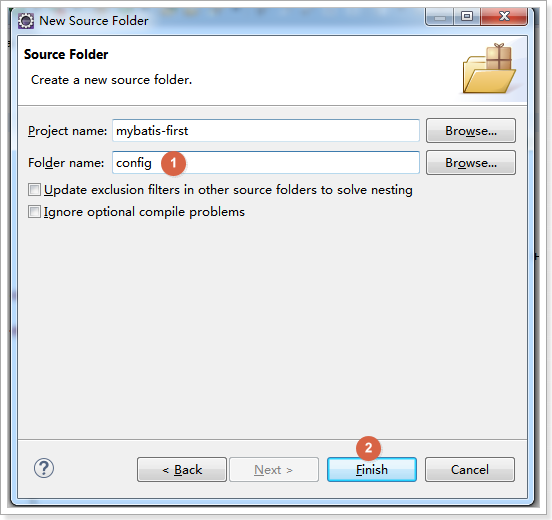 New Source Folder
Source Folder
Create a new source folder.
Project name: mybatis-first Browse...
Folder name: config 1 Browse...
Update exclusion filters in other source folders to solve nesting
Ignore optional compile problems
2
? < Back Next > Finish Cancel